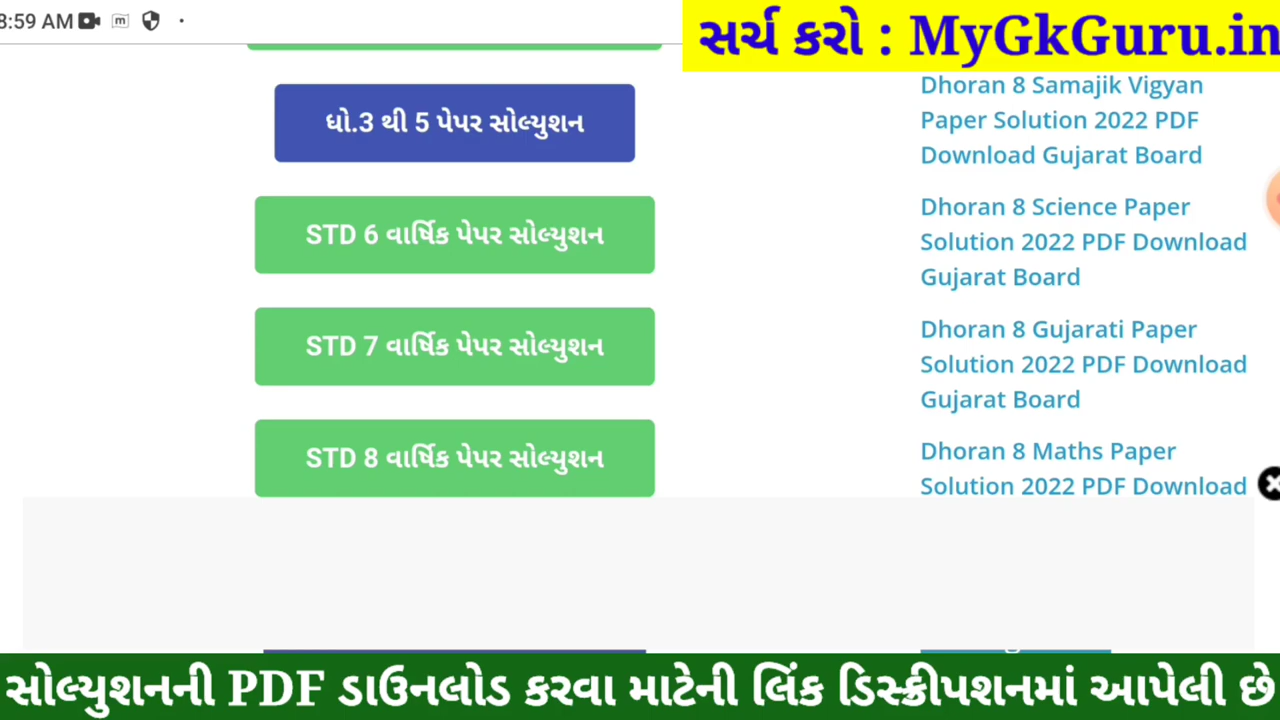 8:59 AM
સર્ચ કરો : MyGkGuru.in
ધો.3 થી 5 પેપર સોલ્યુશન
STD 6 વાર્ષિક પેપર સોલ્યુશન
STD 7 વાર્ષિક પેપર સોલ્યુશન
STD 8 વાર્ષિક પેપર સોલ્યુશન
Dhoran 8 Samajik Vigyan
Paper Solution 2022 PDF
Download Gujarat Board
Dhoran 8 Science Paper
Solution 2022 PDF Download
Gujarat Board
Dhoran 8 Gujarati Paper
Solution 2022 PDF Download
Gujarat Board
Dhoran 8 Maths Paper
Solution 2022 PDF Download
સોલ્યુશનની PDF ડાઉનલોડ કરવા માટેની લિંક ડિસ્ક્રીપશનમાં આપેલી છે